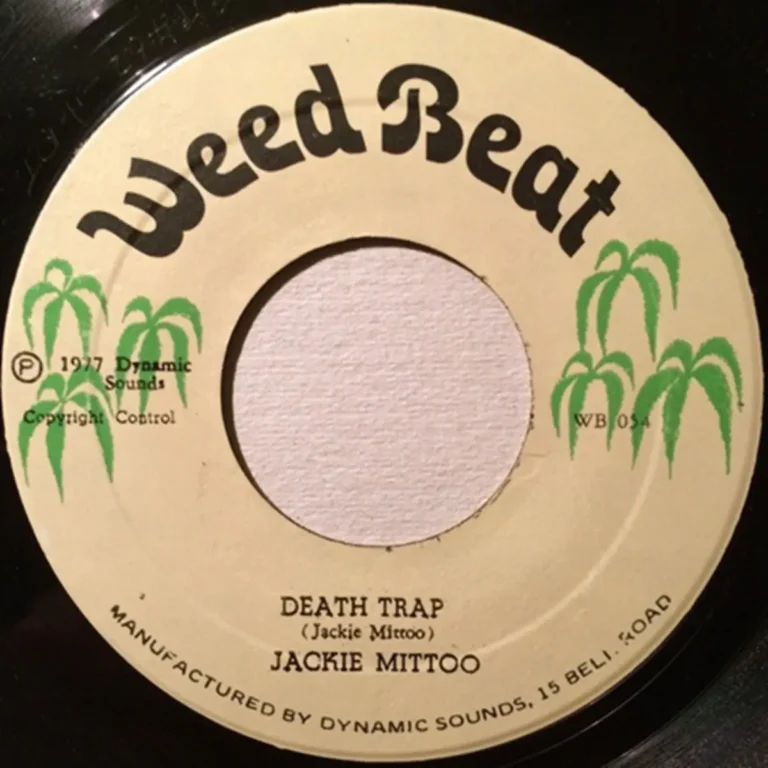 Weed Beat
Ⓟ 1977 Dynamic
Sounds
Copyright Control
WB 054
DEATH TRAP
(Jackie Mittoo)
JACKIE MITTOO
MANUFACTURED BY DYNAMIC SOUNDS, 15 BELL ROAD